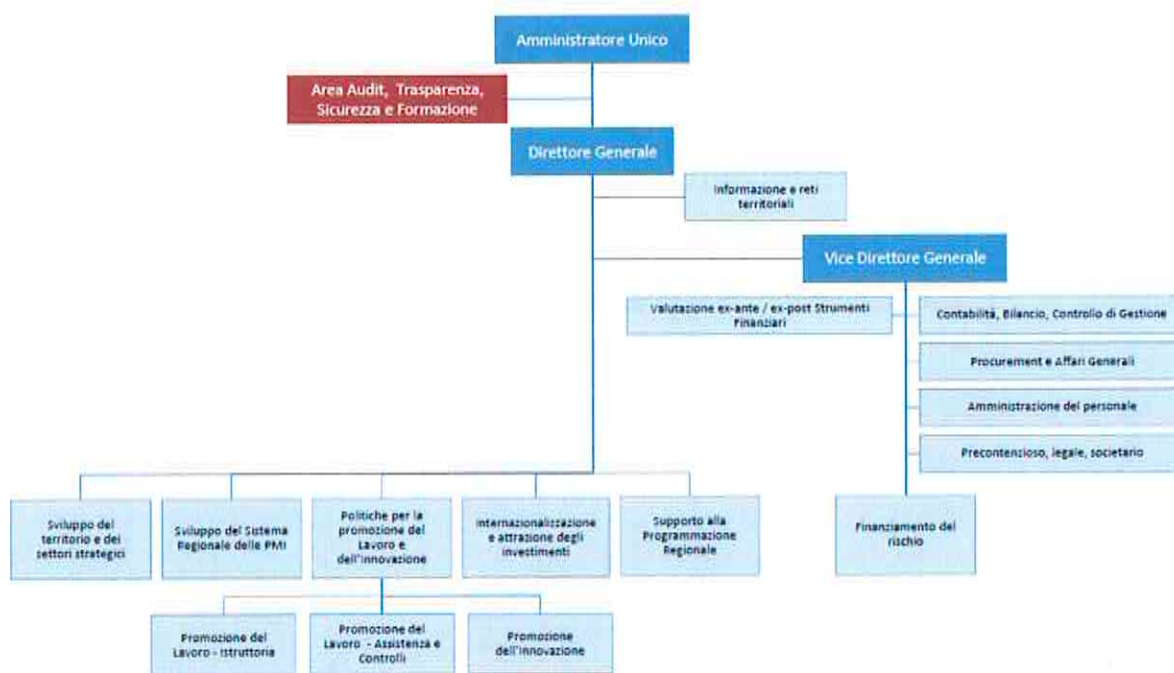 Amministratore Unico
Area Audit, Trasparenza,
Sicurezza e Formazione
Direttore Generale
Informazione e reti
territoriali
Vice Direttore Generale
Valutazione ex-ante / ex-post Strumenti
Finanziari
Contabilità, Bilancio, Controllo di Gestione
Procurement e Affari Generali
Amministrazione del personale
Precontenzioso, legale, societario
Sviluppo del
territorio e dei
settori strategici
Sviluppo del Sistema
Regionale delle PMI
Politiche per la
promozione del
Lavoro e
dell'innovazione
Internazionalizzazione
e attrazione degli
investimenti
Supporto alla
Programmazione
Regionale
Finanziamento del
rischio
Promozione del
Lavoro - Istruttoria
Promozione del
Lavoro - Assistenza e
Controlli
Promozione
dell'innovazione